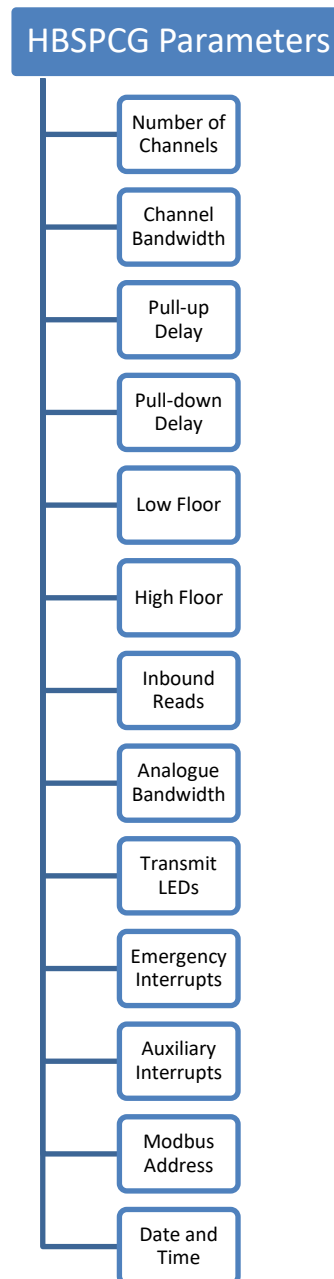 HBSPCG Parameters
Number of
Channels
Channel
Bandwidth
Pull-up
Delay
Pull-down
Delay
Low Floor
High Floor
Inbound
Reads
Analogue
Bandwidth
Transmit
LEDs
Emergency
Interrupts
Auxiliary
Interrupts
Modbus
Address
Date and
Time